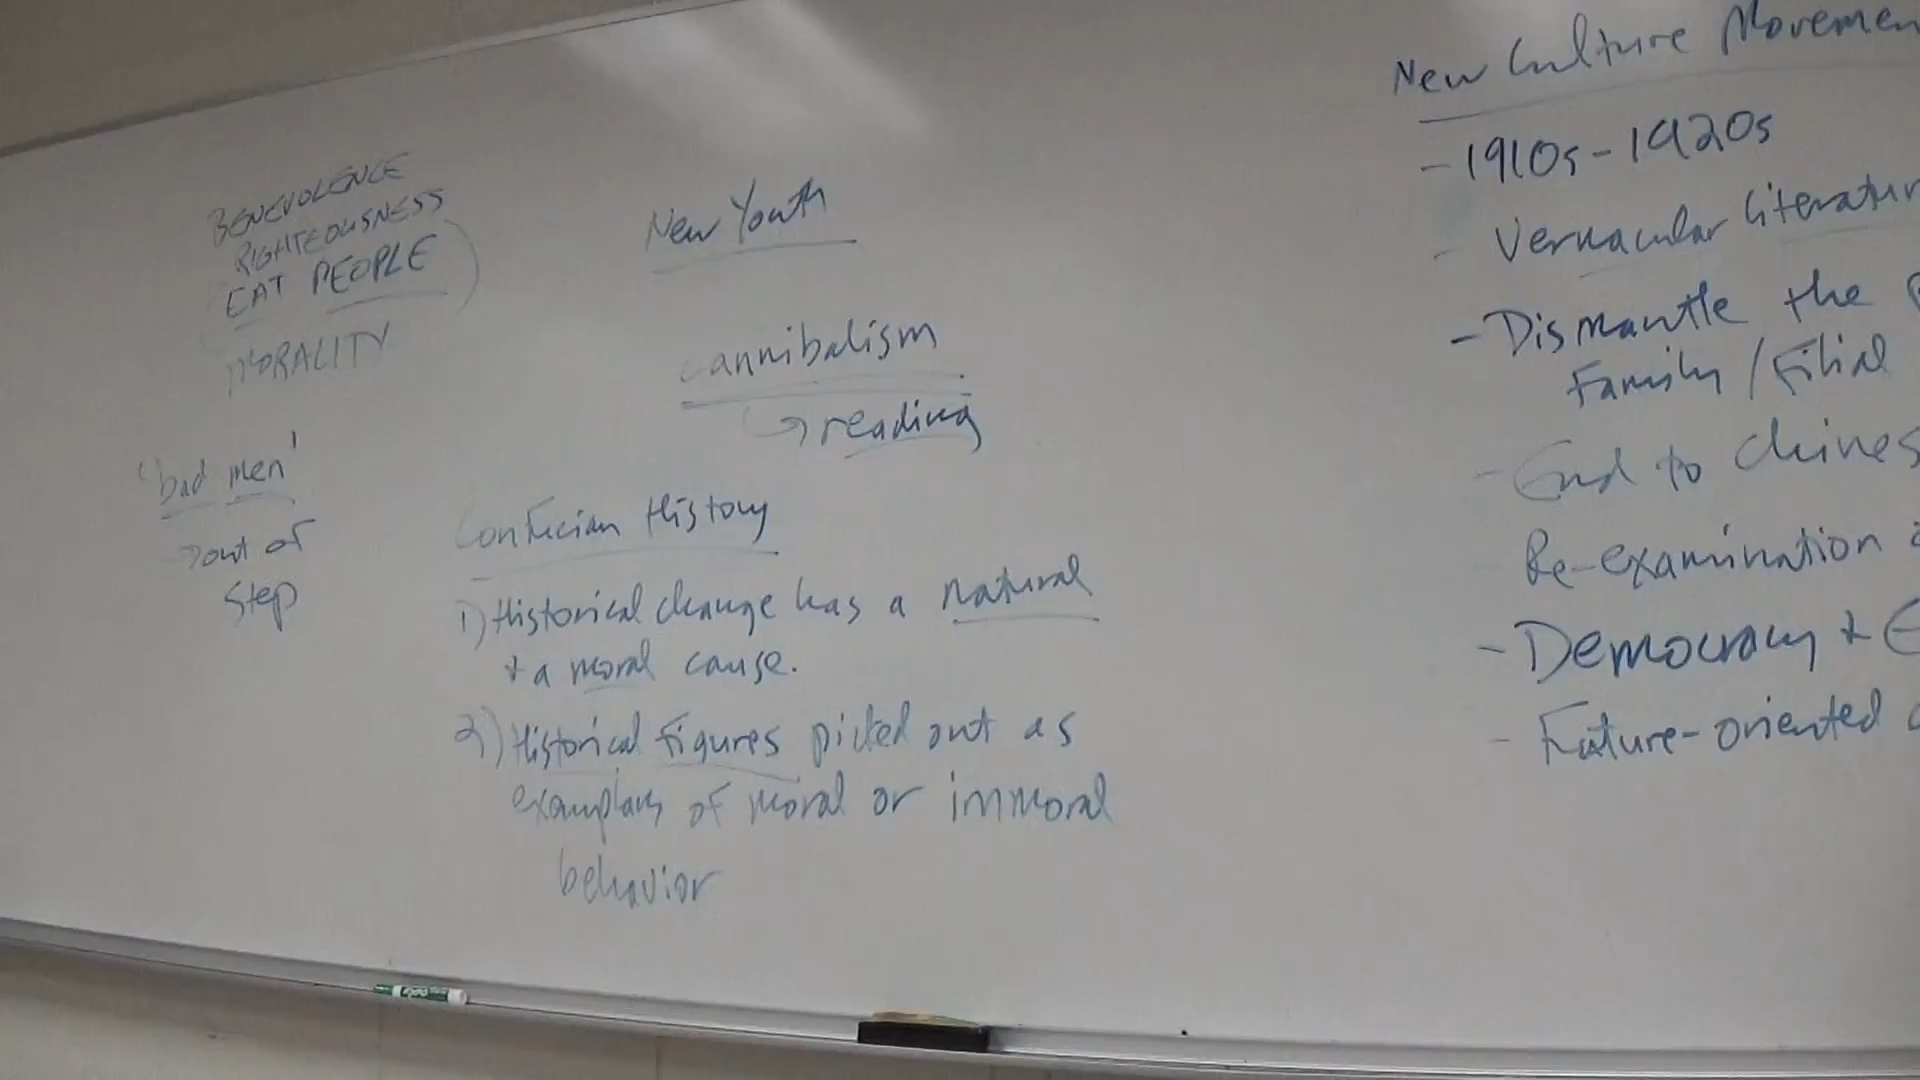 BENEVOLENCE
RIGHTEOUSNESS
EAT PEOPLE
MORALITY
'bad men'
→out of
step
New Youth
Cannibalism
→reading
Confucian History
1) Historical change has a natural
+ a moral cause.
2) Historical figures picked out as
exemplars of moral or immoral
behavior
New Culture Movemen
- 1910s - 1920s
- Vernacular literatur
- Dismantle the
Family / Filial
- End to Chines
Re-examination
- Democracy +
- Future-oriented